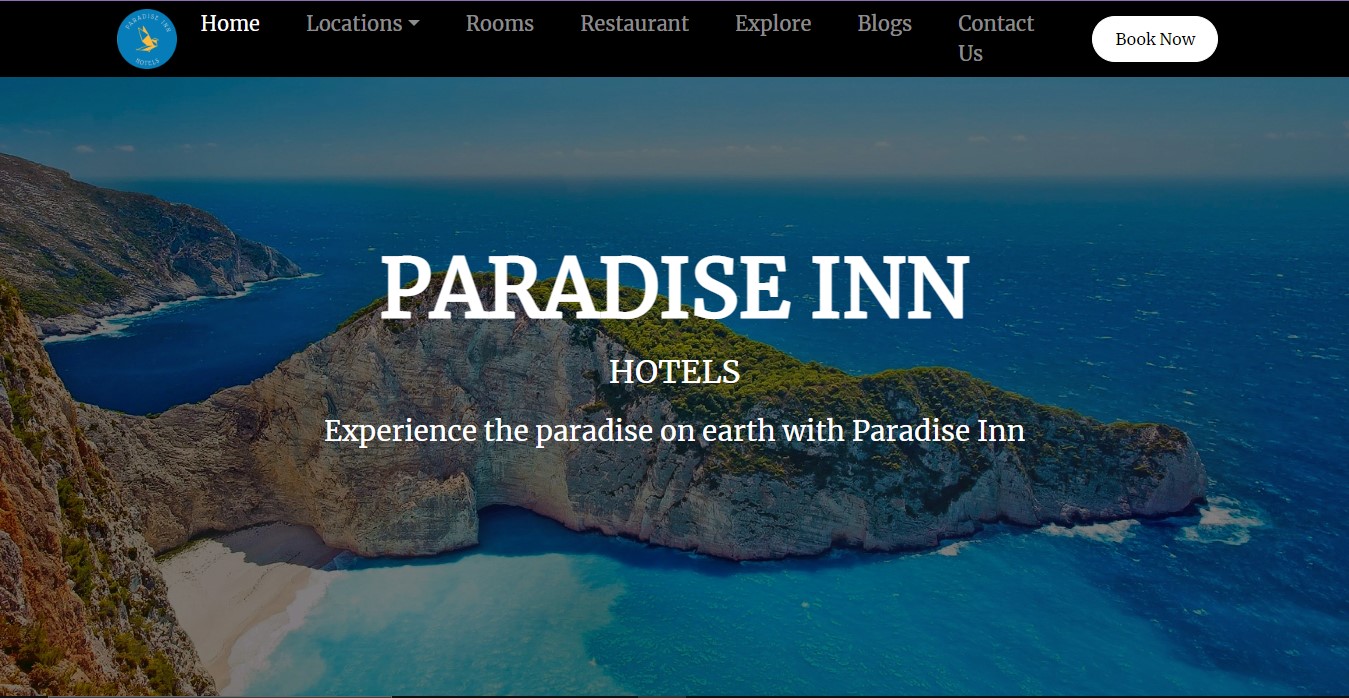 PARADISE INN
HOTELS
Home
Locations
Rooms
Restaurant
Explore
Blogs
Contact
Us
Book Now
PARADISE INN
HOTELS
Experience the paradise on earth with Paradise Inn